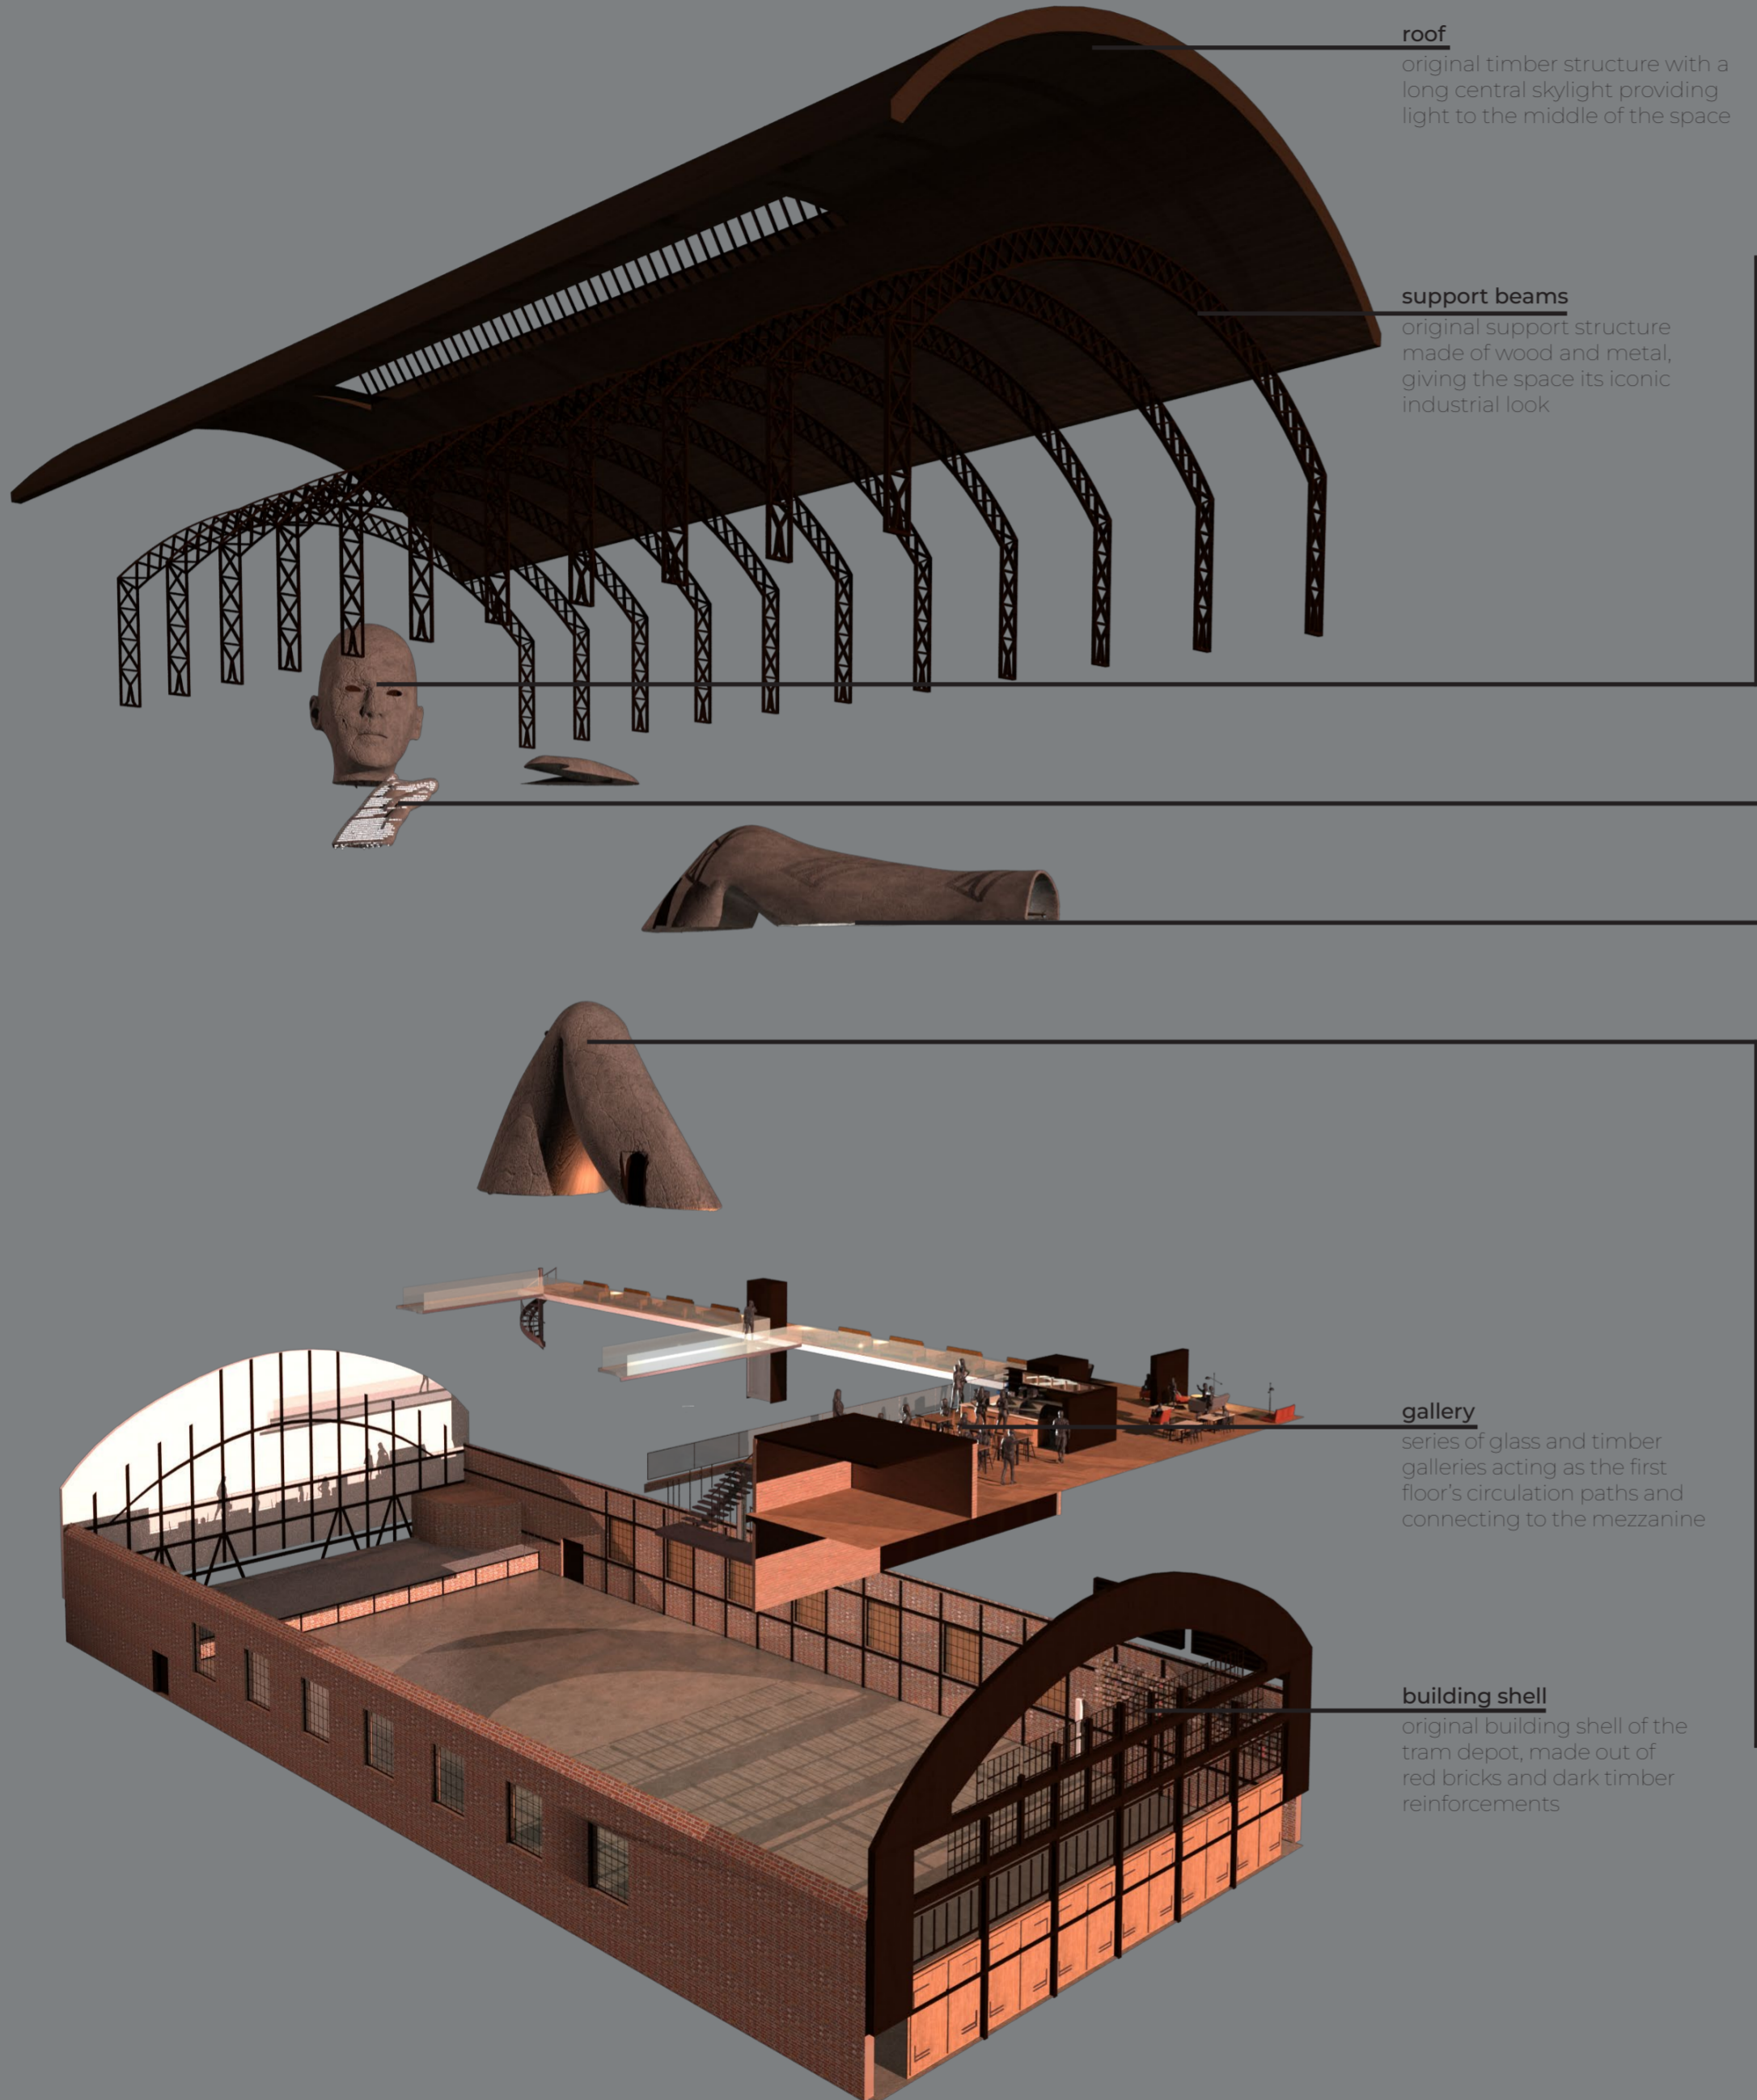 roof
original timber structure with a
long central skylight providing
light to the middle of the space
support beams
original support structure
made of wood and metal,
giving the space its iconic
industrial look
gallery
series of glass and timber
galleries acting as the first
floor's circulation paths and
connecting to the mezzanine
building shell
original building shell of the
tram depot, made out of
red bricks and dark timber
reinforcements